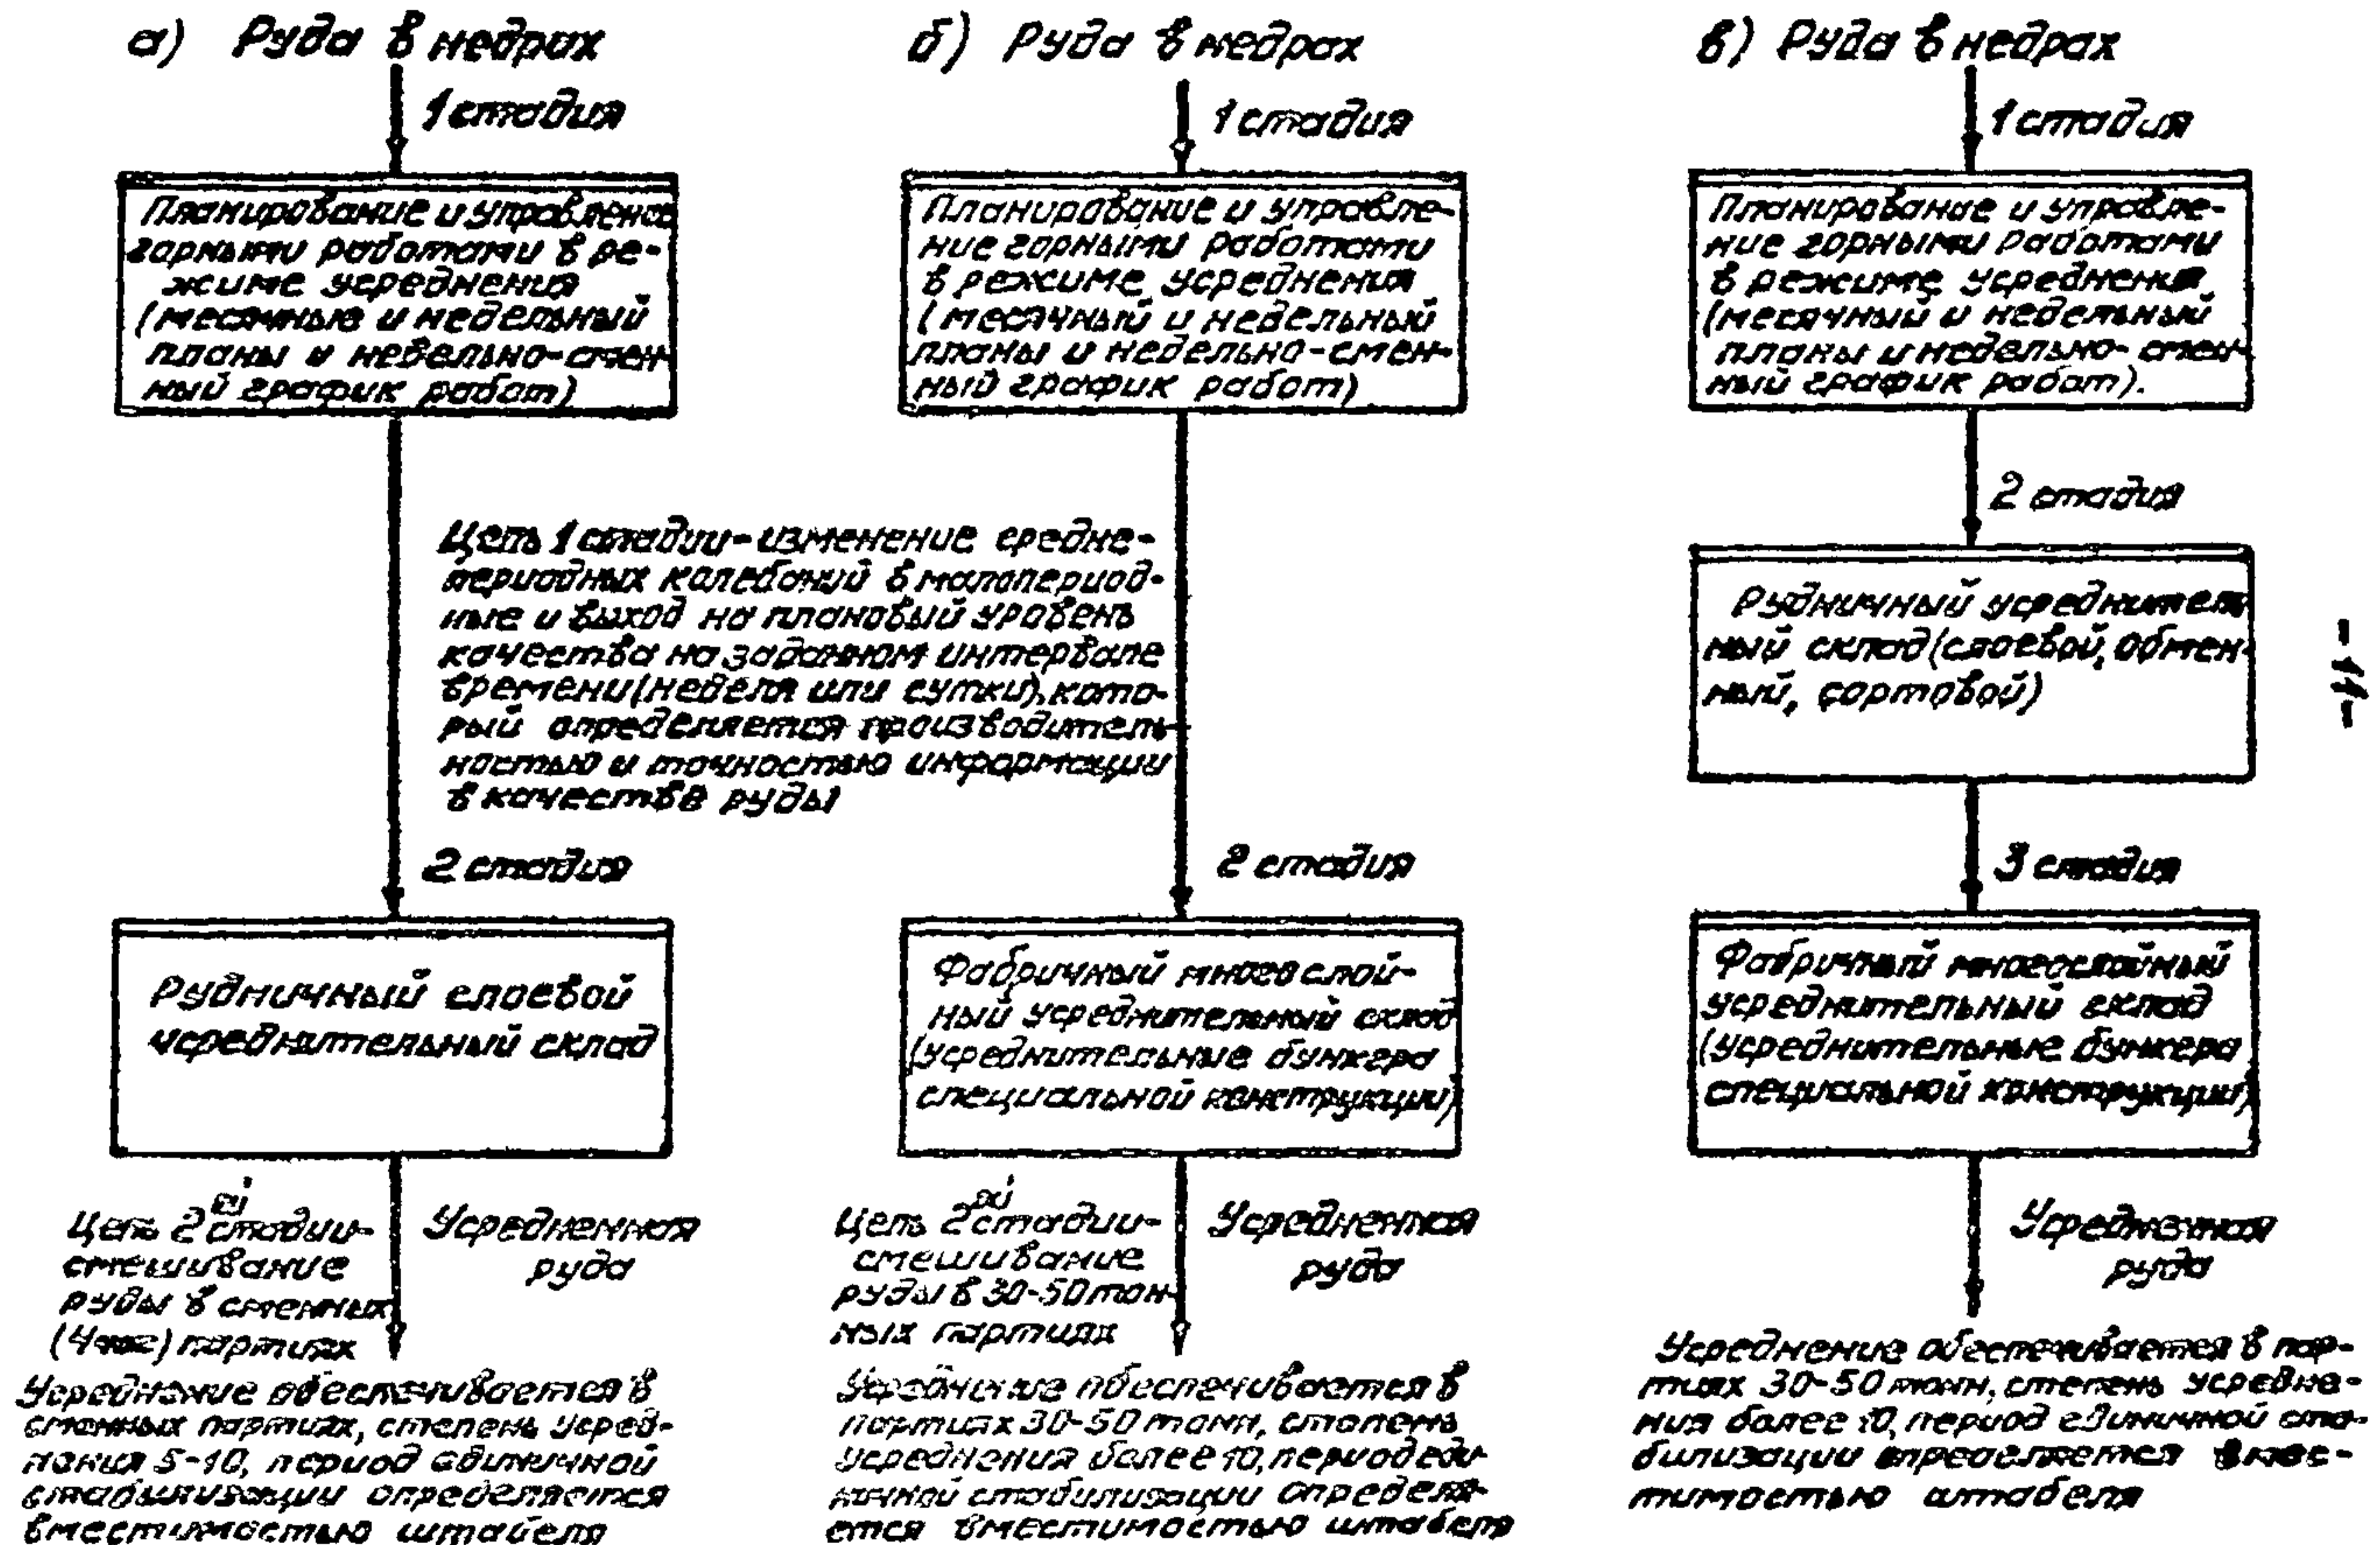 а) Руда в недрах
1 стадия
Планирование и управление
горными работами в ре-
жиме усреднения
(месячные и недельный
планы и недельно-смен-
ный график работ)
Цель 1 стадии-изменение средне-
периодных колебаний в малопериод-
ные и выход на плановый уровень
качества на заданном интервале
времени (неделя или сутки), кото-
рый определяется производитель-
ностью и точностью информации
в качестве руды
2 стадия
Рудничный слоевой
усреднительный склад
Цель 2ой стадии-
смешивание
руды в сменных
(4 час) партиях
Усредненная
руда
Усреднение обеспечивается в
сменных партиях, степень усред-
нения 5-10, период единичной
стабилизации определяется
вместимостью штабеля
б) Руда в недрах
1 стадия
Планирование и управле-
ние горными работами
в режиме усреднения
(месячный и недельный
планы и недельно-смен-
ный график работ)
2 стадия
Фабричный многослой-
ный усреднительный склад
(усреднительные бункера
специальной конструкции)
Цель 2ой стадии-
смешивание
руды в 30-50 тон-
ных партиях
Усредненная
руда
Усреднение обеспечивается в
партиях 30-50 тонн, степень
усреднения более 10, период еди-
ничной стабилизации определя-
ется вместимостью штабеля
в) Руда в недрах
1 стадия
Планирование и управле-
ние горными работами
в режиме усреднения
(месячный и недельный
планы и недельно-смен-
ный график работ).
2 стадия
Рудничный усреднитель
ный склад (слоевой, обмен-
ный, сортовой)
3 стадия
Фабричный многослойный
усреднительный склад
(усреднительные бункера
специальной конструкции)
Усредненная
руда
Усреднение обеспечивается в пар-
тиях 30-50 тонн, степень усредне-
ния более 10, период единичной ста-
билизации определяется вмес-
тимостью штабеля